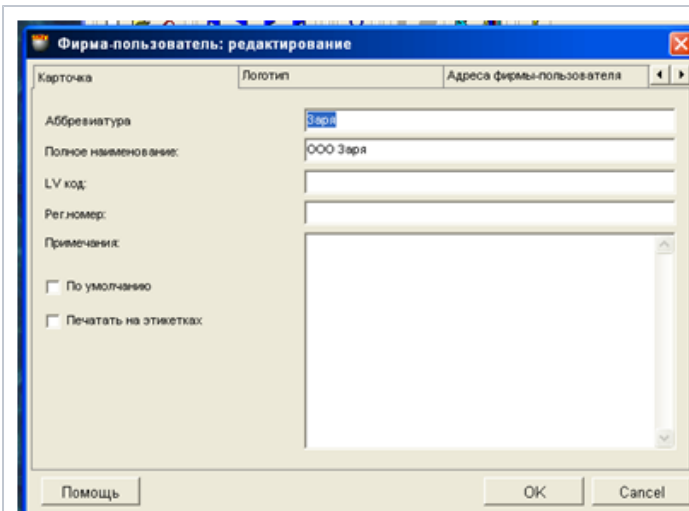 Фирма-пользователь: редактирование
Карточка Логотип Адреса фирмы-пользователя
Аббревиатура Заря
Полное наименование: ООО Заря
LV код:
Рег.номер:
Примечания:
По умолчанию
Печатать на этикетках
Помощь OK Cancel